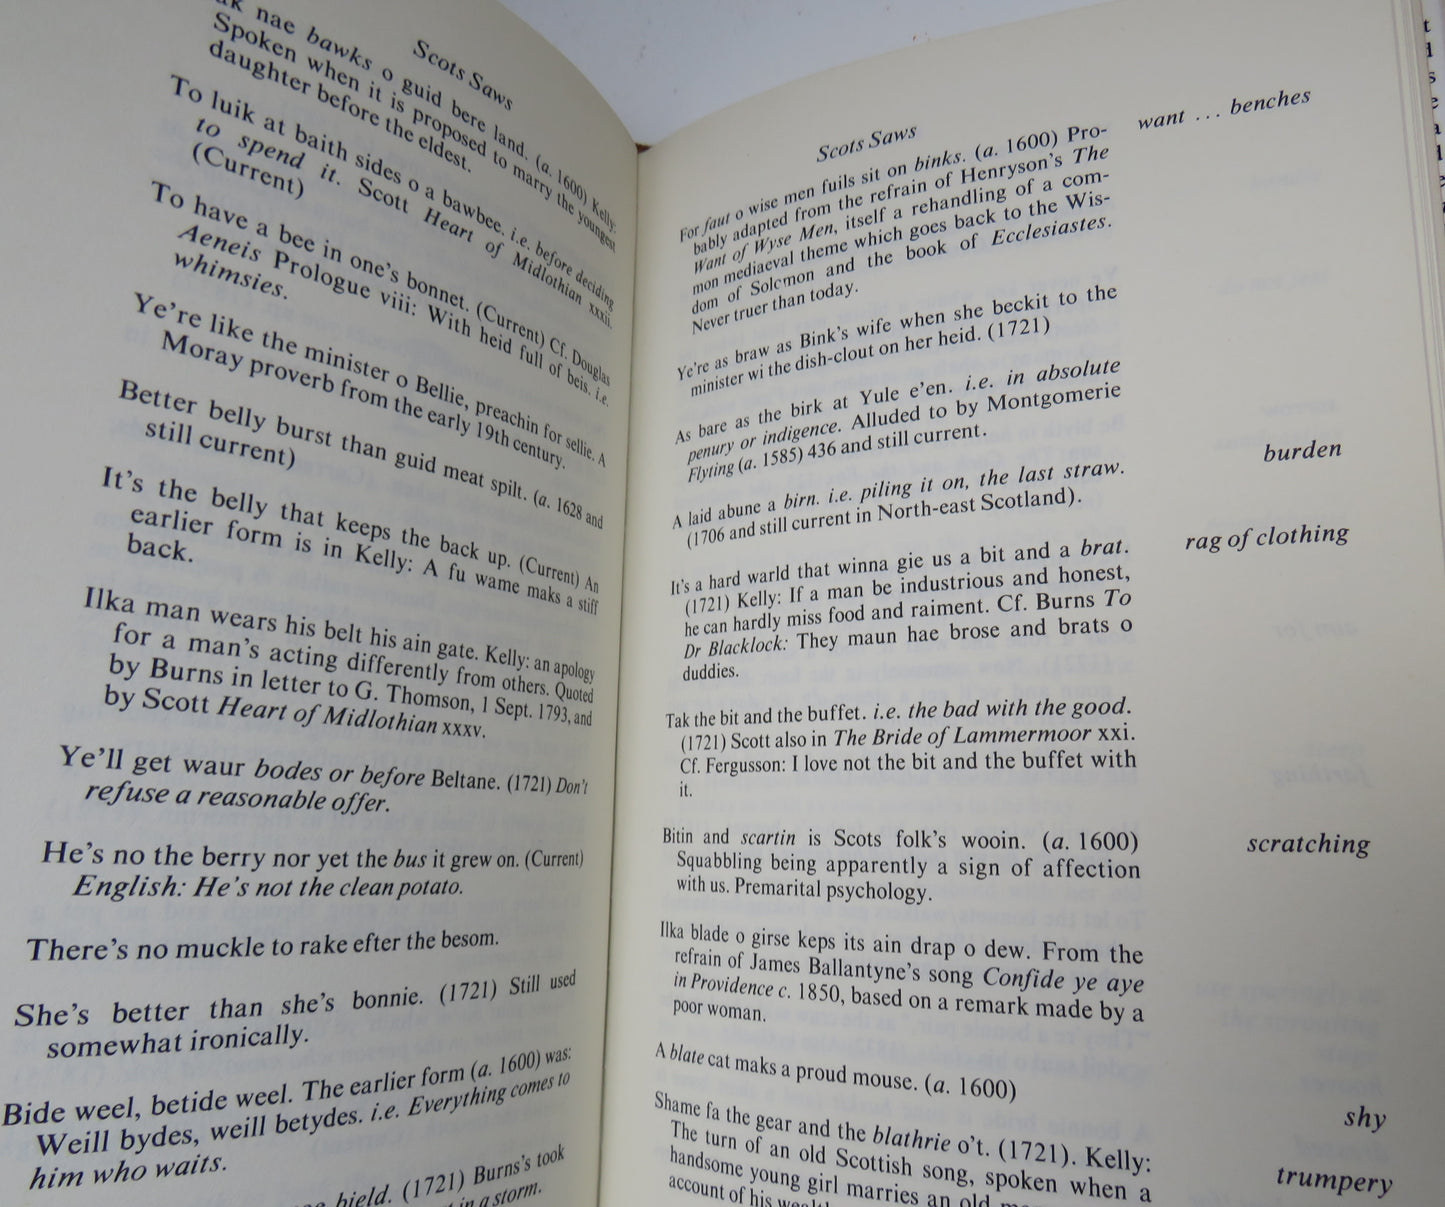 Scots Saws
nae bawks o guid bere land. (a. 1600) Kelly:
Spoken when it is proposed to marry the youngest
daughter before the eldest.
To luik at baith sides o a bawbee. i.e. before deciding
to spend it. Scott Heart of Midlothian xxxii.
(Current)
To have a bee in one's bonnet. (Current) Cf. Douglas
Aeneis Prologue viii: With heid full of beis. i.e.
whimsies.
Ye're like the minister o Bellie, preachin for sellie. A
Moray proverb from the early 19th century.
Better belly burst than guid meat spilt. (a. 1628 and
still current)
It's the belly that keeps the back up. (Current) An
earlier form is in Kelly: A fu wame maks a stiff
back.
Ilka man wears his belt his ain gate. Kelly: an apology
for a man's acting differently from others. Quoted
by Burns in letter to G. Thomson, 1 Sept. 1793, and
by Scott Heart of Midlothian xxxv.
Ye'll get waur bodes or before Beltane. (1721) Don't
refuse a reasonable offer.
He's no the berry nor yet the bus it grew on. (Current)
English: He's not the clean potato.
There's no muckle to rake efter the besom.
She's better than she's bonnie. (1721) Still used
somewhat ironically.
Bide weel, betide weel. The earlier form (a. 1600) was:
Weill bydes, weill betydes. i.e. Everything comes to
him who waits.
bield. (1721) Burns's took
in a storm.
Scots Saws
For faut o wise men fuils sit on binks. (a. 1600) Pro-
bably adapted from the refrain of Henryson's The
Want of Wyse Men, itself a rehandling of a com-
mon mediaeval theme which goes back to the Wis-
dom of Solomon and the book of Ecclesiastes.
Never truer than today.
want ... benches
Ye're as braw as Bink's wife when she beckit to the
minister wi the dish-clout on her heid. (1721)
As bare as the birk at Yule e'en. i.e. in absolute
penury or indigence. Alluded to by Montgomerie
Flyting (a. 1585) 436 and still current.
A laid abune a birn. i.e. piling it on, the last straw.
(1706 and still current in North-east Scotland).
burden
It's a hard warld that winna gie us a bit and a brat.
(1721) Kelly: If a man be industrious and honest,
he can hardly miss food and raiment. Cf. Burns To
Dr Blacklock: They maun hae brose and brats o
duddies.
rag of clothing
Tak the bit and the buffet. i.e. the bad with the good.
(1721) Scott also in The Bride of Lammermoor xxi.
Cf. Fergusson: I love not the bit and the buffet with
it.
Bitin and scartin is Scots folk's wooin. (a. 1600)
Squabbling being apparently a sign of affection
with us. Premarital psychology.
scratching
Ilka blade o girse keps its ain drap o dew. From the
refrain of James Ballantyne's song Confide ye aye
in Providence c. 1850, based on a remark made by a
poor woman.
A blate cat maks a proud mouse. (a. 1600)
shy
Shame fa the gear and the blathrie o't. (1721). Kelly:
The turn of an old Scottish song, spoken when a
handsome young girl marries an old
account of his
trumpery